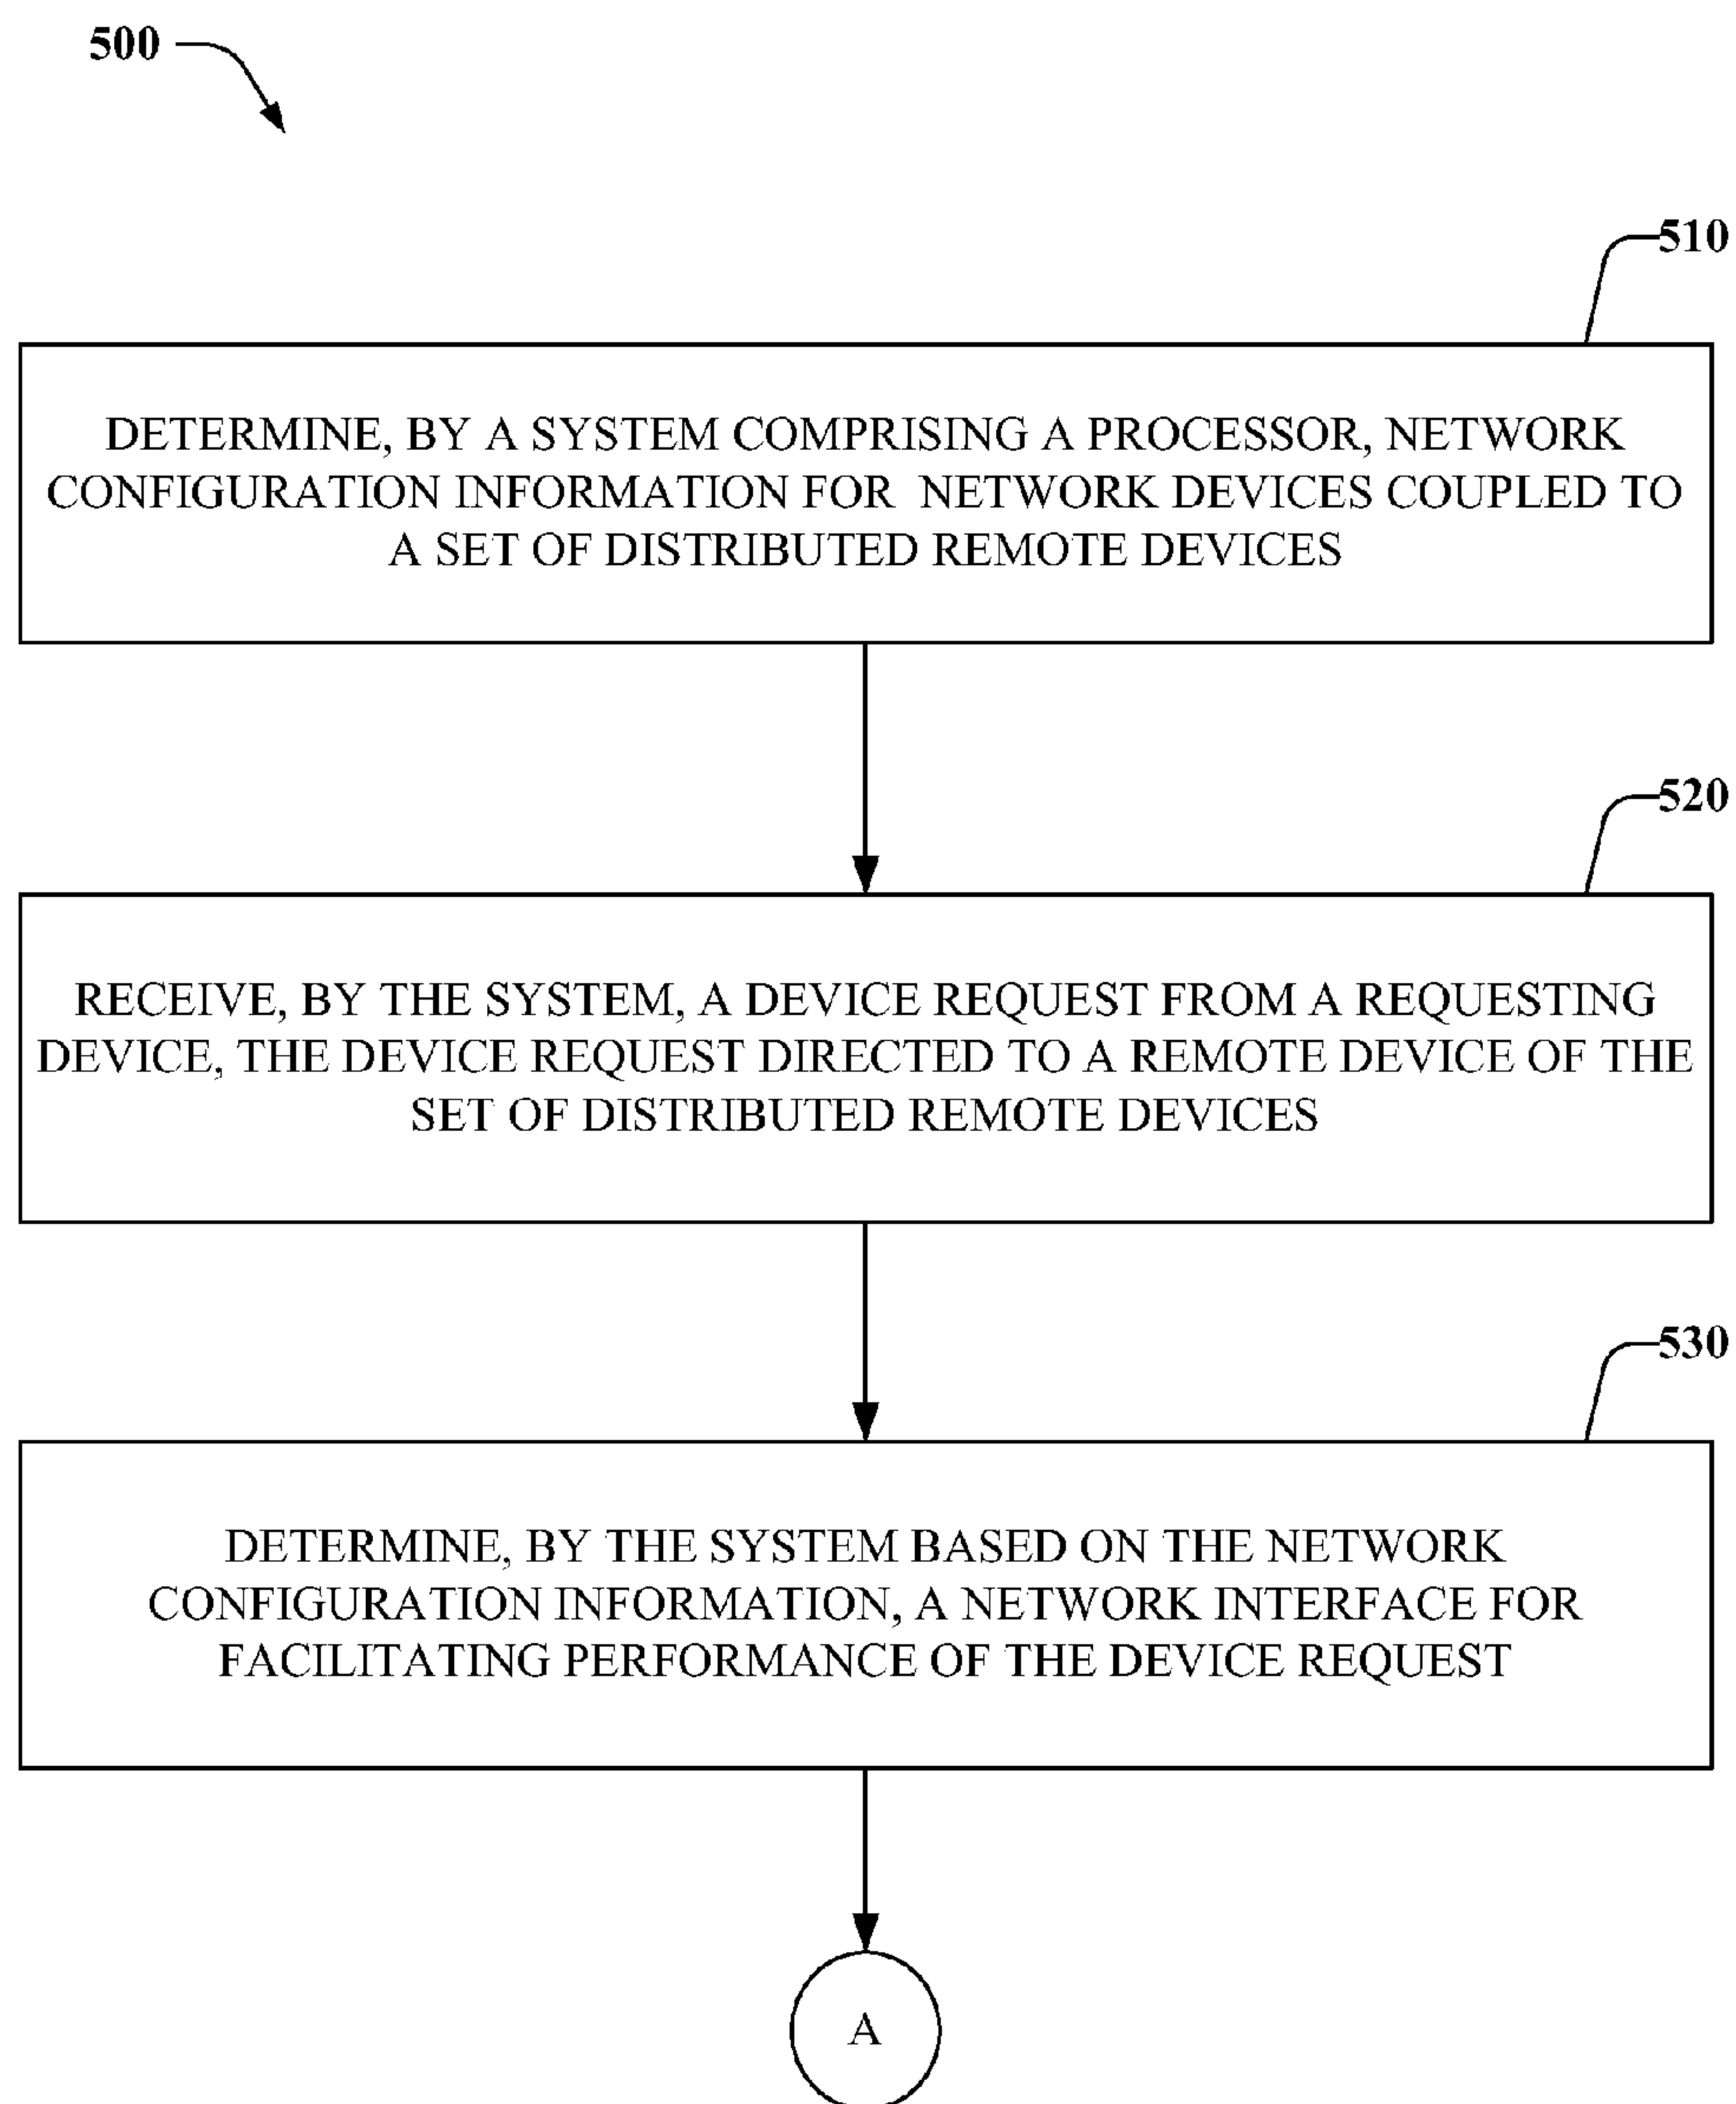 500
510
DETERMINE, BY A SYSTEM COMPRISING A PROCESSOR, NETWORK
CONFIGURATION INFORMATION FOR NETWORK DEVICES COUPLED TO
A SET OF DISTRIBUTED REMOTE DEVICES
520
RECEIVE, BY THE SYSTEM, A DEVICE REQUEST FROM A REQUESTING
DEVICE, THE DEVICE REQUEST DIRECTED TO A REMOTE DEVICE OF THE
SET OF DISTRIBUTED REMOTE DEVICES
530
DETERMINE, BY THE SYSTEM BASED ON THE NETWORK
CONFIGURATION INFORMATION, A NETWORK INTERFACE FOR
FACILITATING PERFORMANCE OF THE DEVICE REQUEST
A